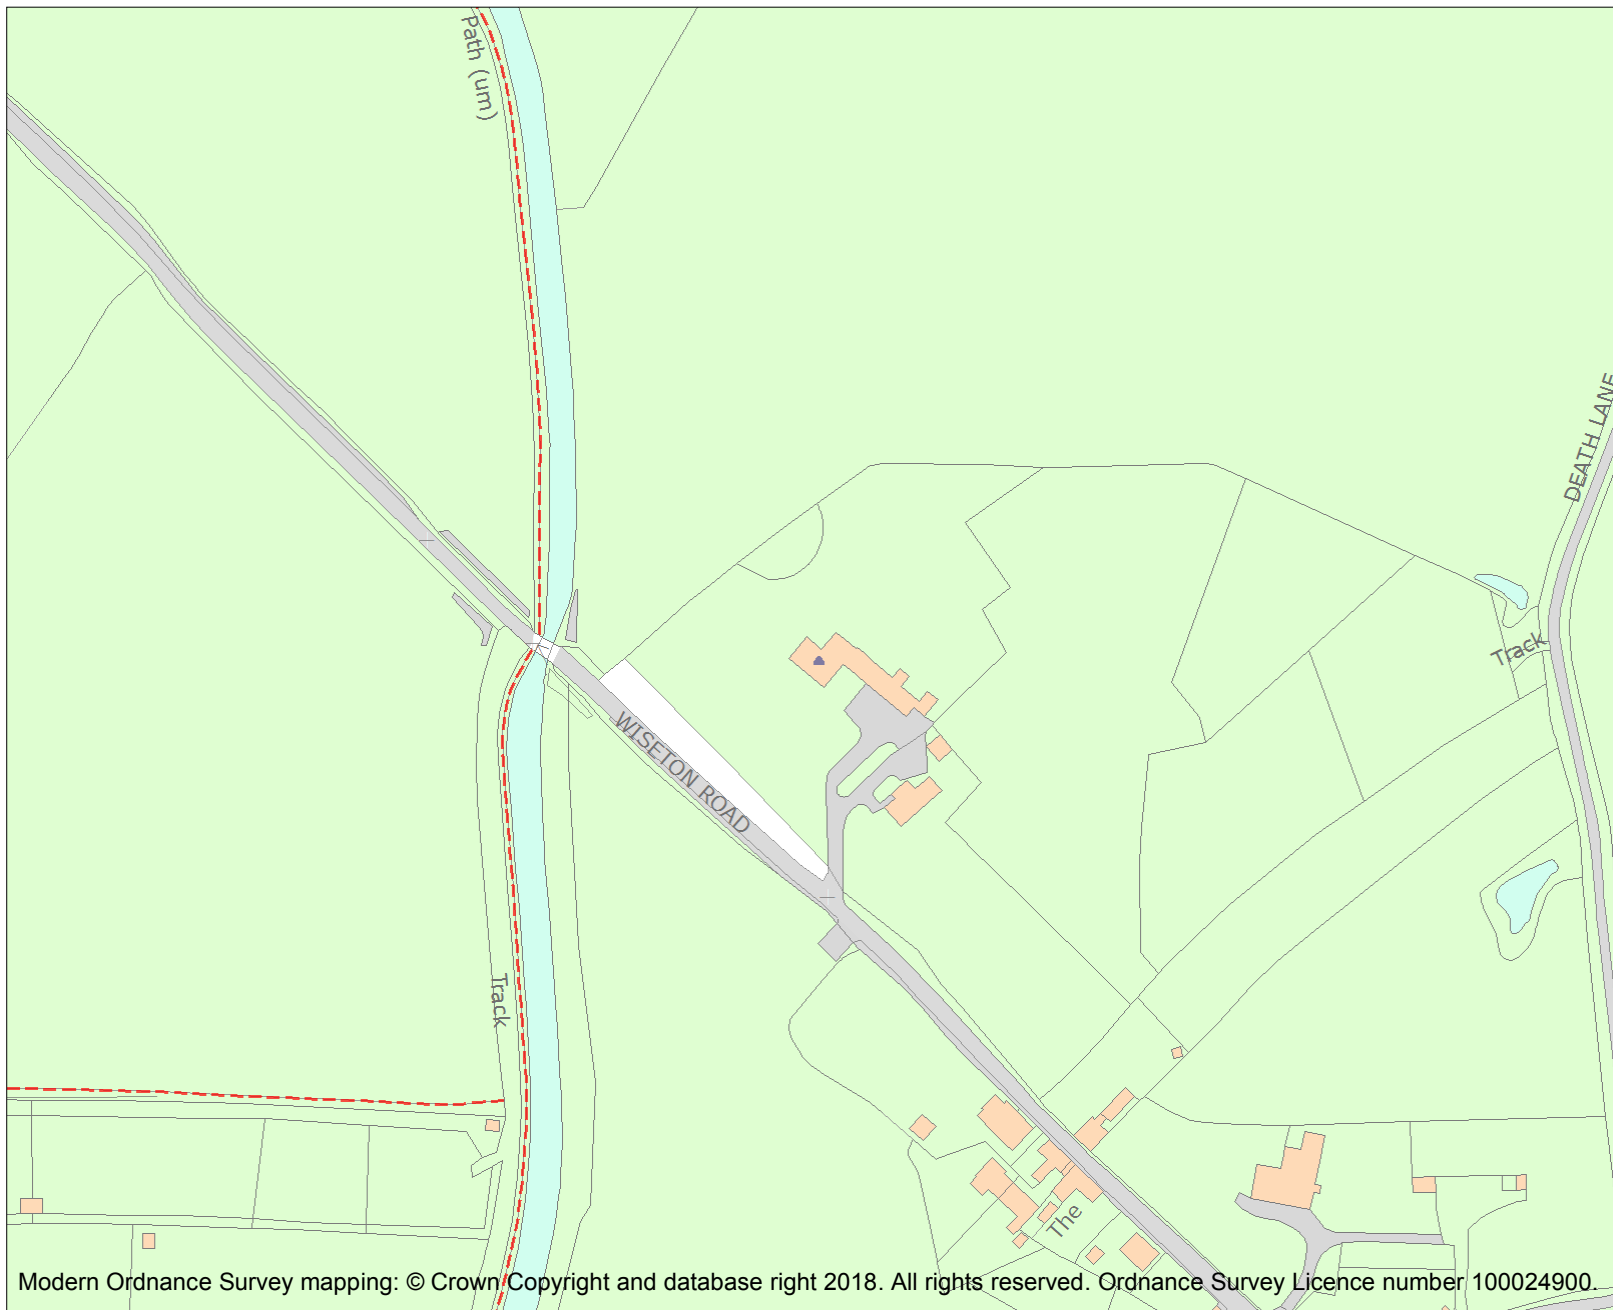 Path (um)
DEATH LANE
Track
WISETON ROAD
Track
The
Modern Ordnance Survey mapping: © Crown Copyright and database right 2018. All rights reserved. Ordnance Survey Licence number 100024900.